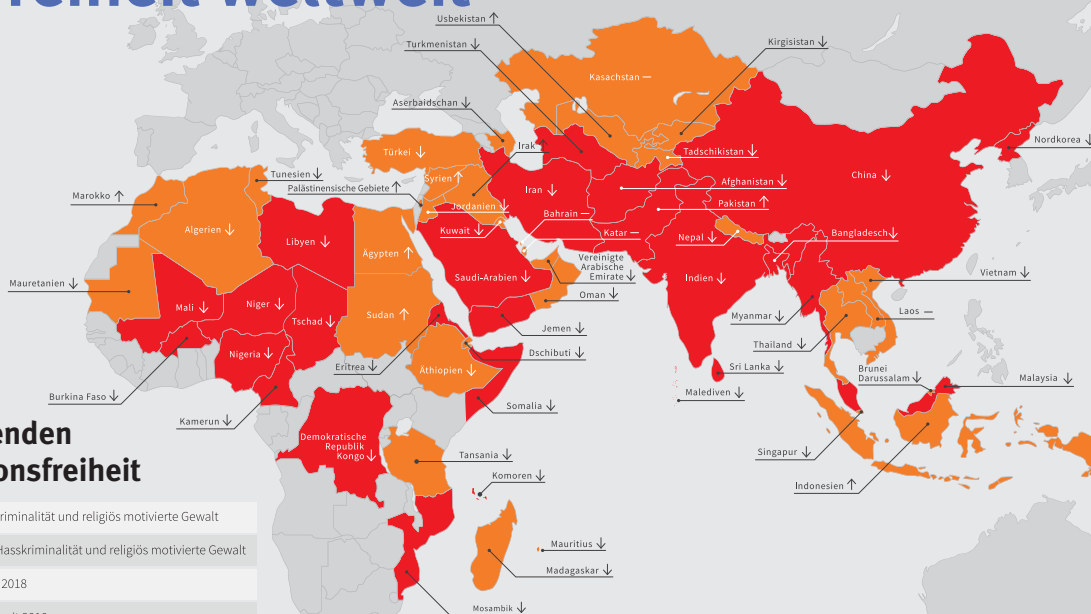 Usbekistan ↑
Turkmenistan ↓
Kirgisistan ↓
Kasachstan —
Aserbaidschan ↓
Nordkorea ↓
Türkei ↓
Irak
Tadschikistan ↓
Tunesien ↓
Syrien ↑
China ↓
Palästinensische Gebiete ↑
Iran ↓
Afghanistan ↓
Marokko ↑
Jordanien ↓
Pakistan ↑
Bahrain —
Algerien ↓
Kuwait ↓
Katar —
Nepal ↓
Bangladesch ↓
Libyen ↓
Ägypten ↑
Vereinigte
Arabische
Emirate ↓
Saudi-Arabien ↓
Indien ↓
Vietnam ↓
Mauretanien ↓
Oman ↓
Mali ↓
Niger ↓
Sudan ↑
Tschad ↓
Myanmar ↓
Laos —
Jemen ↓
Thailand ↓
Nigeria ↓
Dschibuti ↓
Eritrea ↓
Äthiopien ↓
Sri Lanka ↓
Brunei
Darussalam ↓
Malaysia ↓
Burkina Faso ↓
Malediven ↓
Somalia ↓
Kamerun ↓
enden
onsfreiheit
Demokratische
Republik
Kongo ↓
Tansania ↓
Singapur ↓
Komoren ↓
Indonesien ↑
riminalität und religiös motivierte Gewalt
Hasskriminalität und religiös motivierte Gewalt
Mauritius ↓
Madagaskar ↓
2018
Mosambik ↓